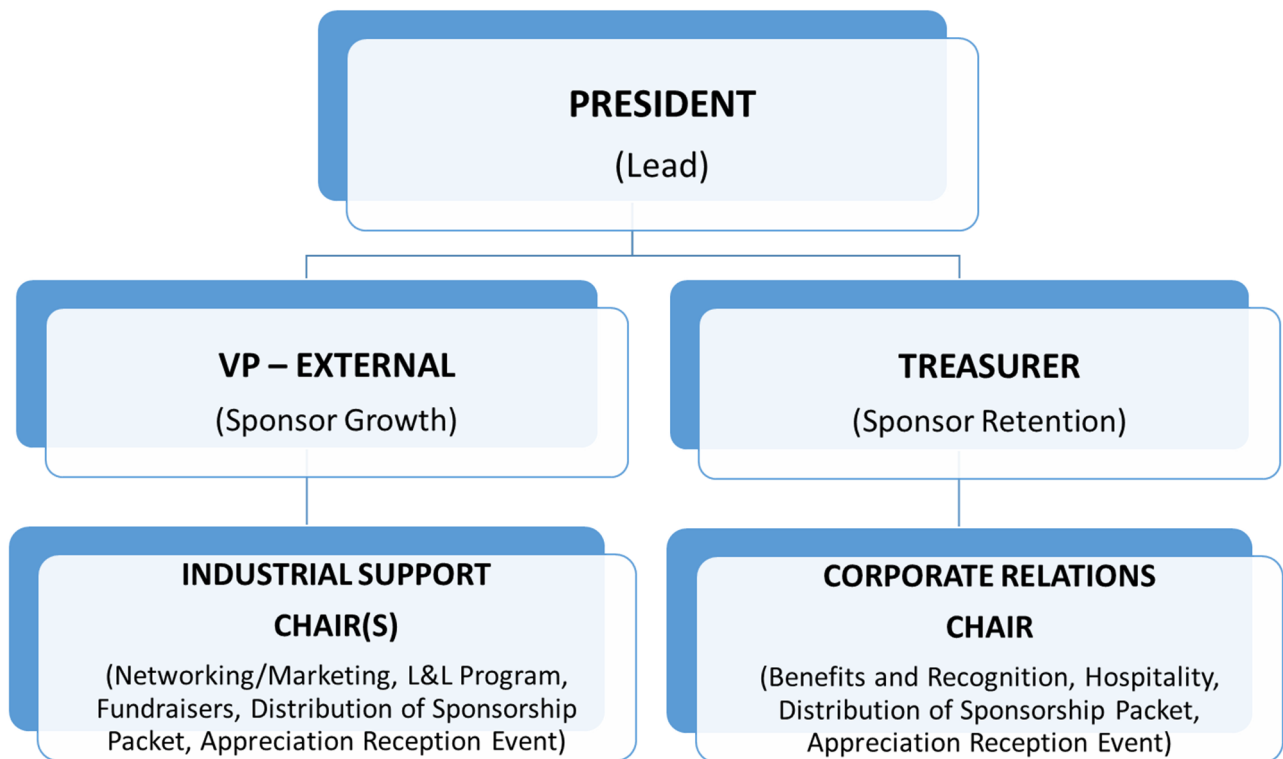 PRESIDENT
(Lead)
VP – EXTERNAL
(Sponsor Growth)
TREASURER
(Sponsor Retention)
INDUSTRIAL SUPPORT
CHAIR(S)
(Networking/Marketing, L&L Program,
Fundraisers, Distribution of Sponsorship
Packet, Appreciation Reception Event)
CORPORATE RELATIONS
CHAIR
(Benefits and Recognition, Hospitality,
Distribution of Sponsorship Packet,
Appreciation Reception Event)